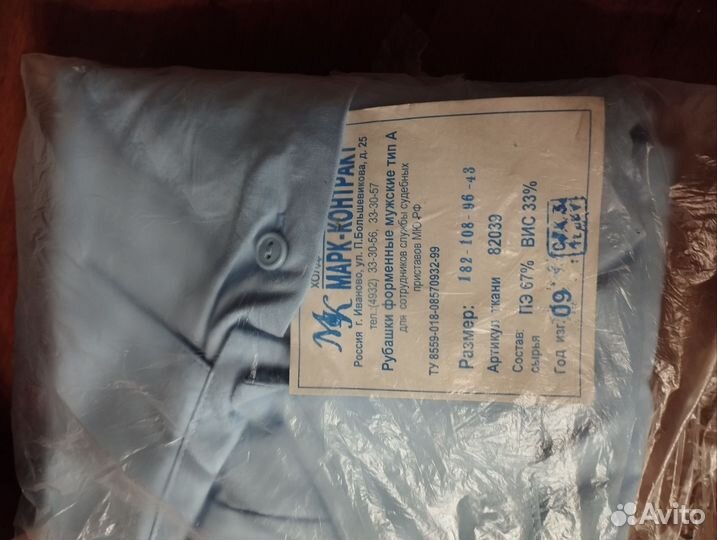 МК МАРК-КОНТРАКТ
Россия г. Иваново, ул. П.Большевикова, д. 25
тел.(4932) 33-30-56, 33-30-57
Рубашки форменные мужские тип А
для сотрудников службы судебных
приставов МЮ РФ
ТУ 8559-018-08570932-99
Размер: 182-108-96-43
Артикул ткани 82039
Состав: ПЭ 67% ВИС 33%
сырья
Год изг. 09
Avito